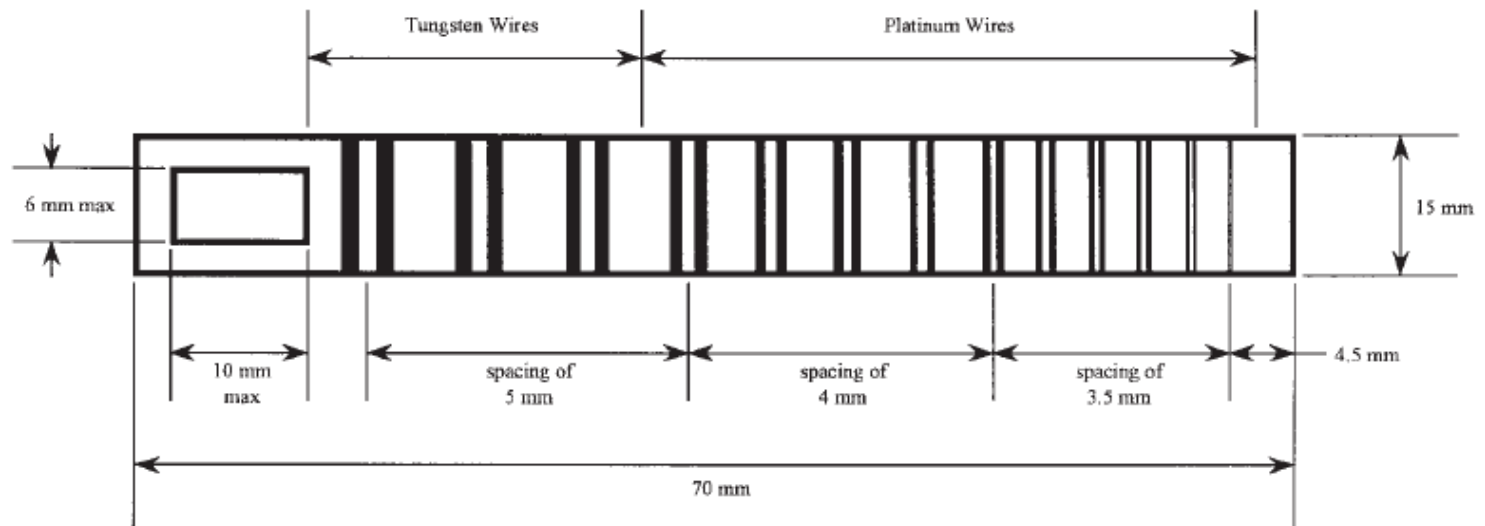 Tungsten Wires
Platinum Wires
6 mm max
15 mm
10 mm
max
spacing of
5 mm
spacing of
4 mm
spacing of
3.5 mm
4.5 mm
70 mm